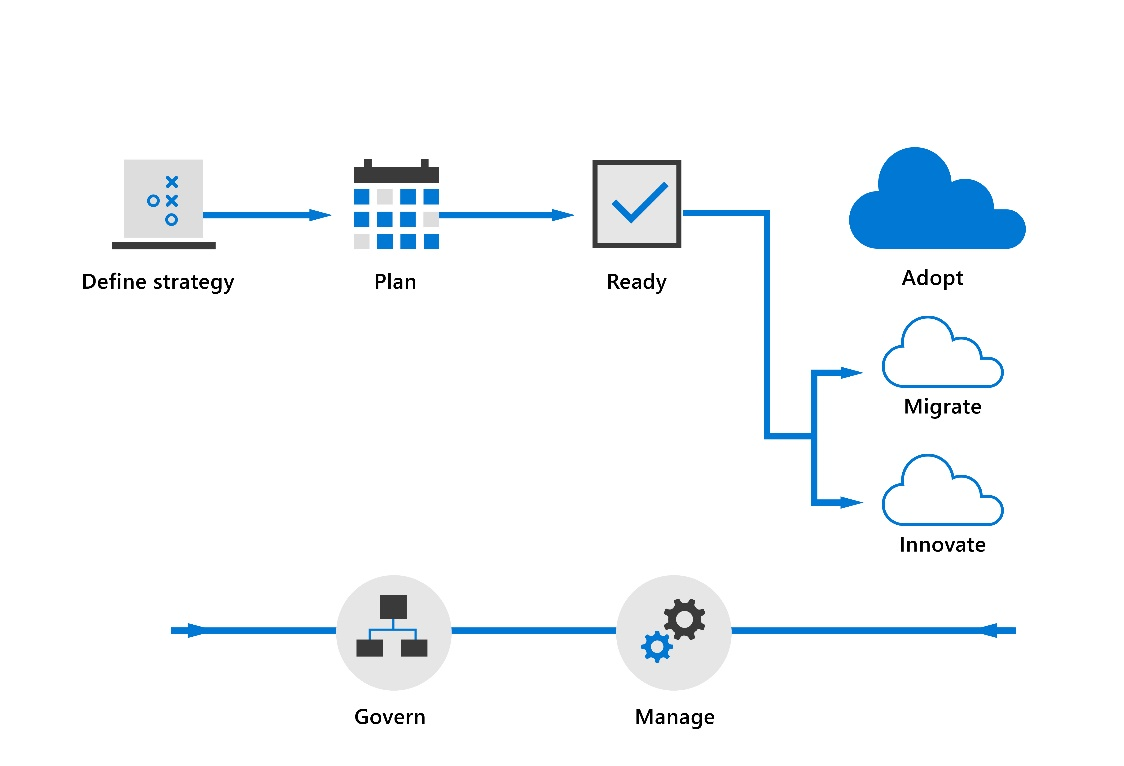 Define strategy
Plan
Ready
Adopt
Migrate
Innovate
Govern
Manage